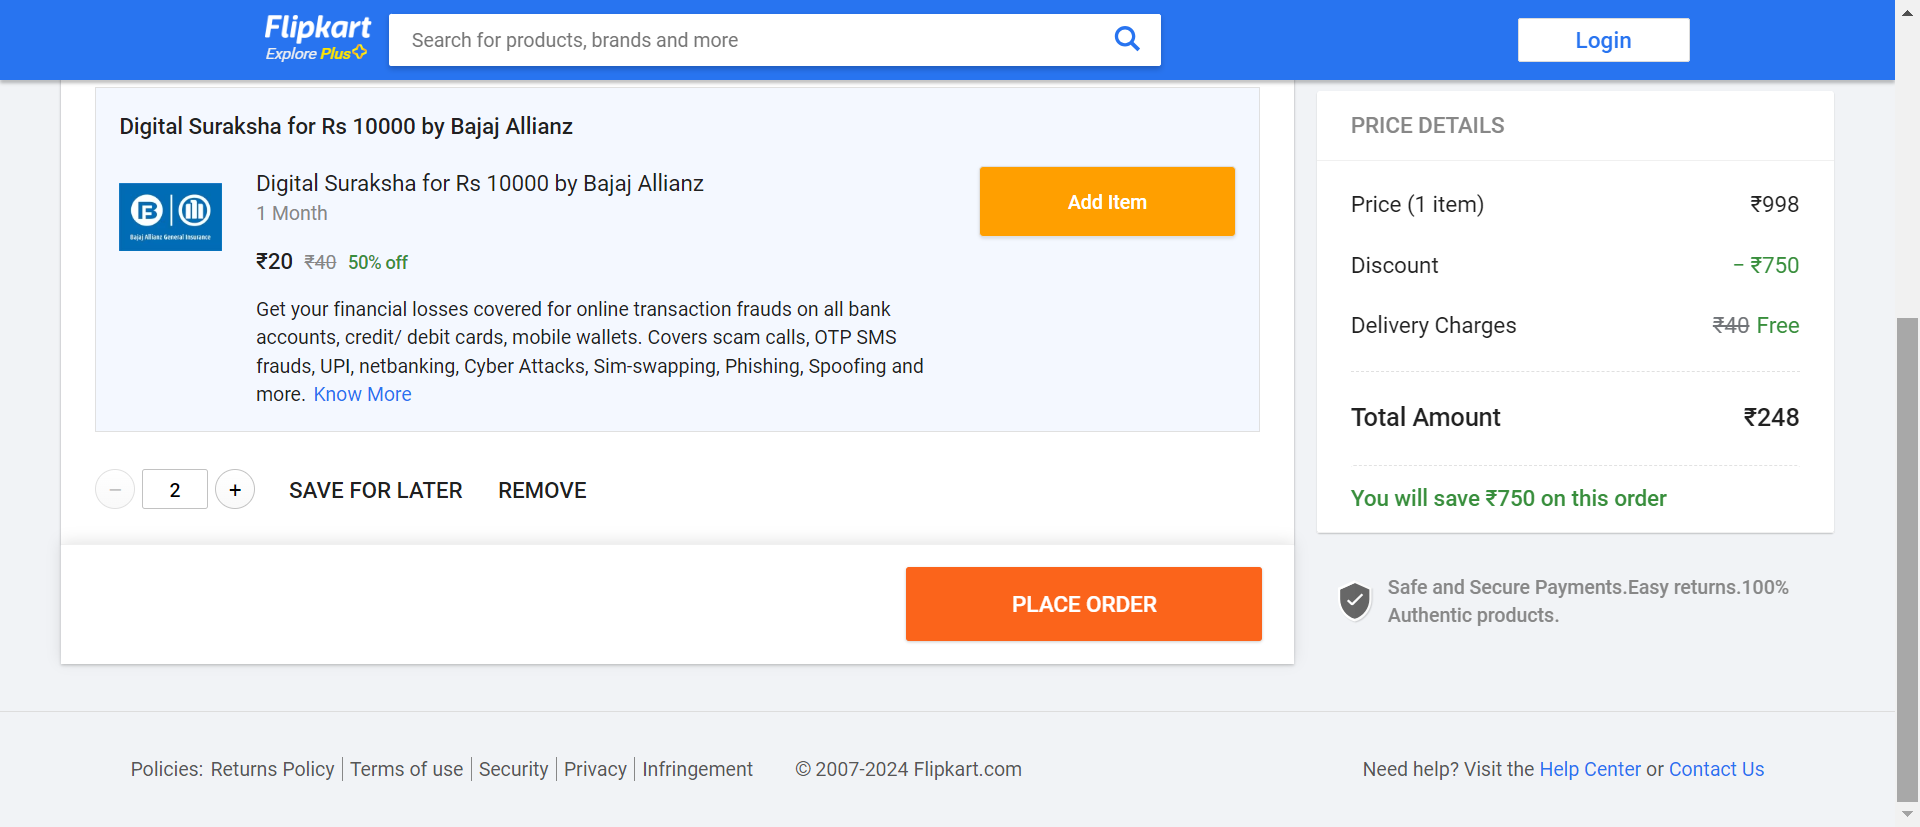 Flipkart
Explore Plus
Search for products, brands and more
Login
Digital Suraksha for Rs 10000 by Bajaj Allianz
Bajaj Allianz General Insurance
Digital Suraksha for Rs 10000 by Bajaj Allianz
1 Month
₹20 ₹40 50% off
Get your financial losses covered for online transaction frauds on all bank
accounts, credit/ debit cards, mobile wallets. Covers scam calls, OTP SMS
frauds, UPI, netbanking, Cyber Attacks, Sim-swapping, Phishing, Spoofing and
more. Know More
Add Item
– 2 + SAVE FOR LATER REMOVE
PLACE ORDER
PRICE DETAILS
Price (1 item) ₹998
Discount − ₹750
Delivery Charges ₹40 Free
Total Amount ₹248
You will save ₹750 on this order
Safe and Secure Payments.Easy returns.100%
Authentic products.
Policies: Returns Policy | Terms of use | Security | Privacy | Infringement © 2007-2024 Flipkart.com Need help? Visit the Help Center or Contact Us